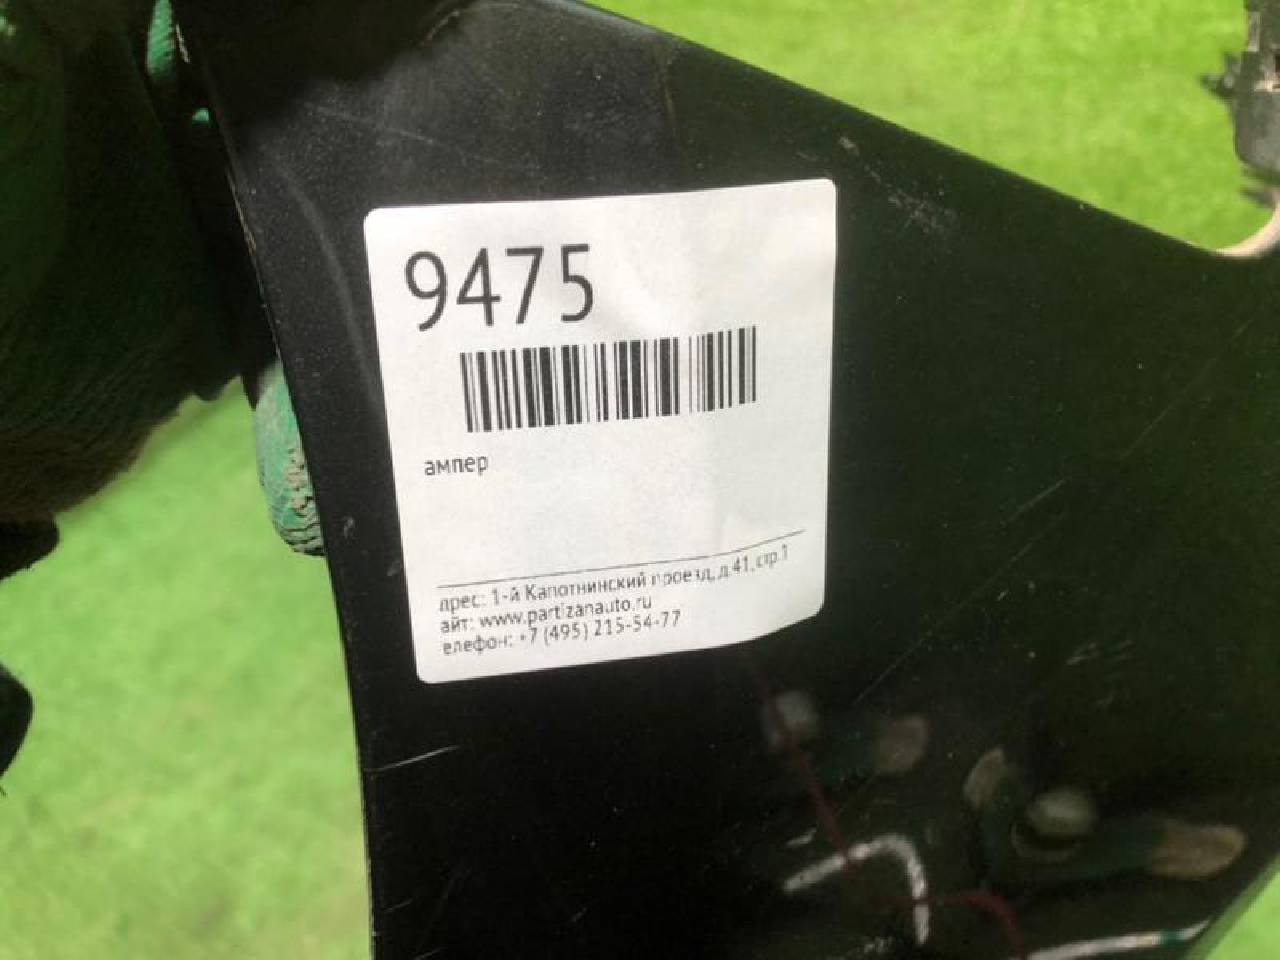 9475
ампер
дрес: 1-й Капотнинский проезд, д.41, стр.1
айт: www.partizanauto.ru
елефон: +7 (495) 215-54-77